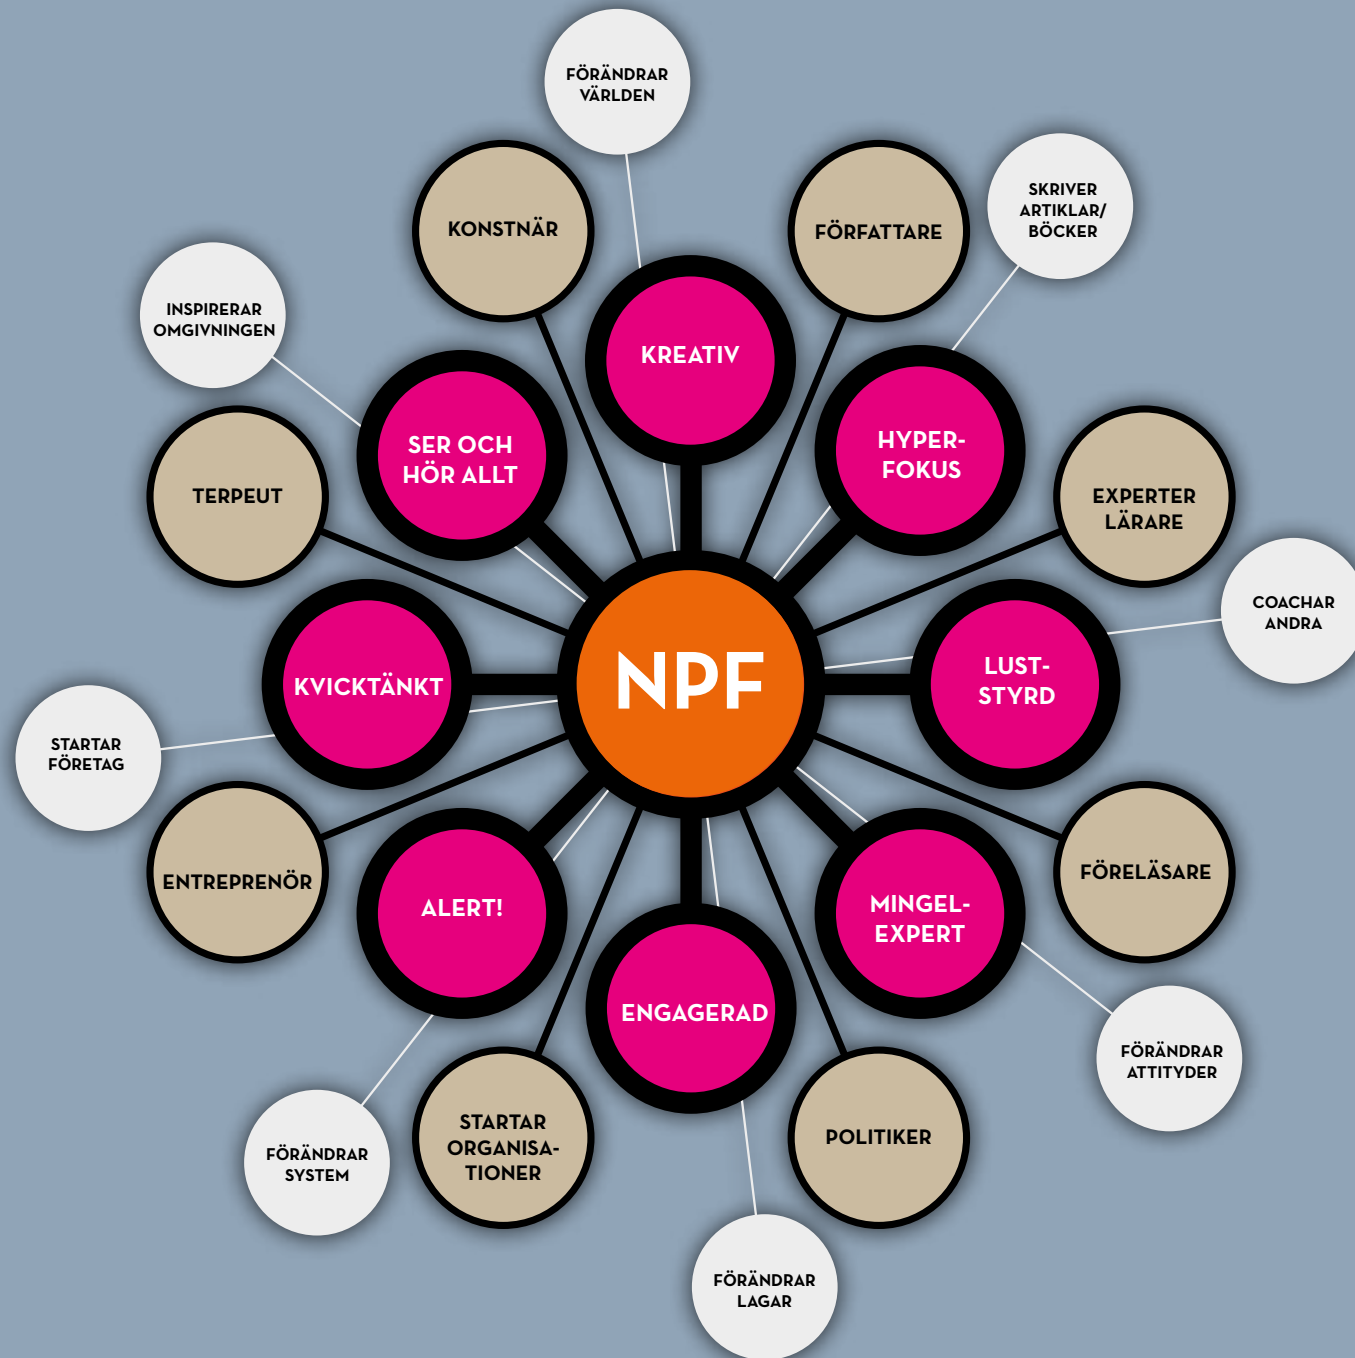 FÖRÄNDRAR
VÄRLDEN
SKRIVER
ARTIKLAR/
BÖCKER
KONSTNÄR
FÖRFATTARE
INSPIRERAR
OMGIVNINGEN
KREATIV
SER OCH
HÖR ALLT
HYPER-
FOKUS
TERPEUT
EXPERTER
LÄRARE
COACHAR
ANDRA
KVICKTÄNKT
NPF
LUST-
STYRD
STARTAR
FÖRETAG
ENTREPRENÖR
FÖRELÄSARE
ALERT!
MINGEL-
EXPERT
ENGAGERAD
FÖRÄNDRAR
ATTITYDER
STARTAR
ORGANISA-
TIONER
POLITIKER
FÖRÄNDRAR
SYSTEM
FÖRÄNDRAR
LAGAR